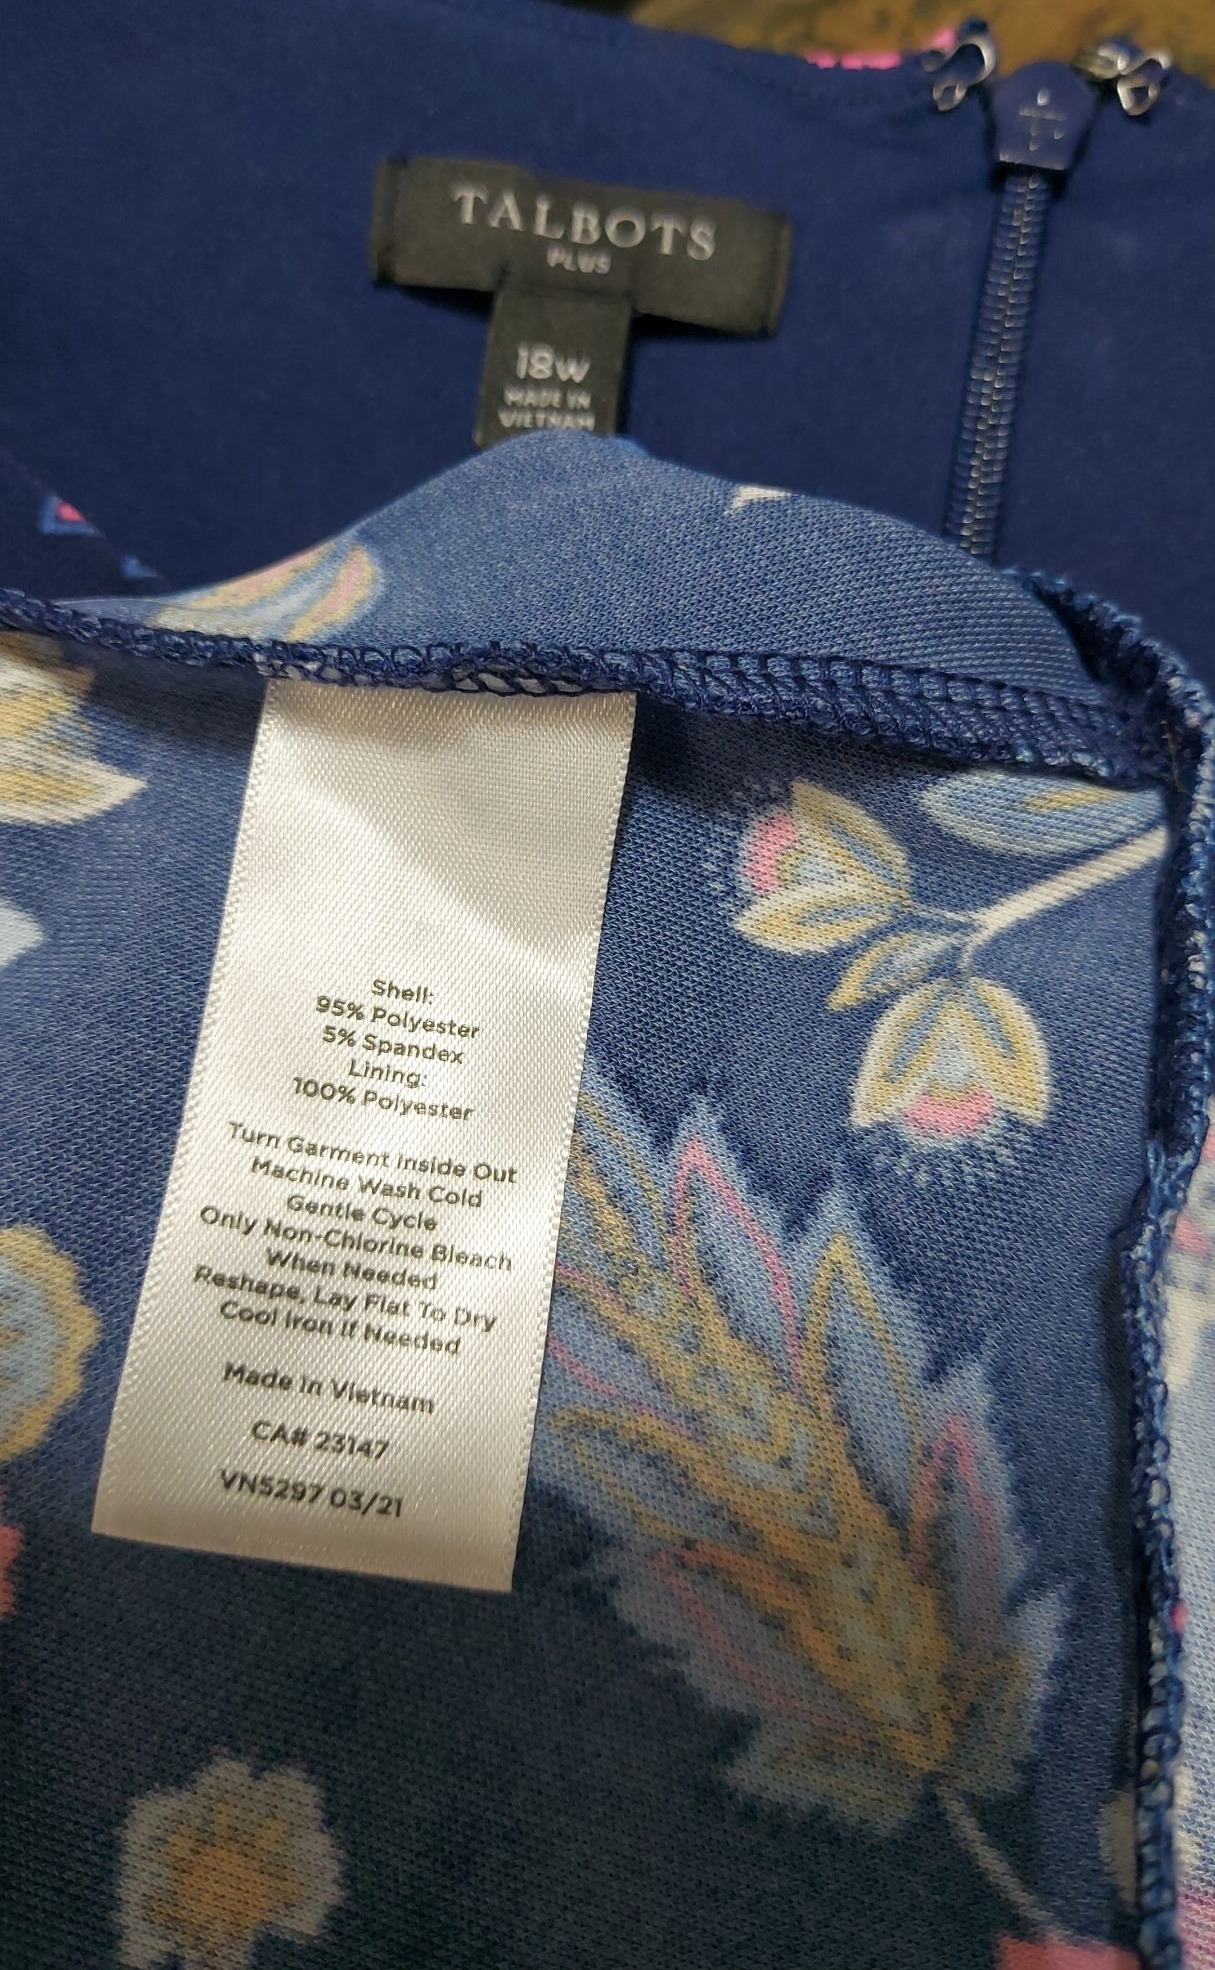 TALBOTS
PLUS
18W
MADE IN
VIETNAM
Shell:
95% Polyester
5% Spandex
Lining:
100% Polyester
Turn Garment Inside Out
Machine Wash Cold
Gentle Cycle
Only Non-Chlorine Bleach
When Needed
Reshape, Lay Flat To Dry
Cool Iron If Needed
Made In Vietnam
CA# 23147
VN5297 03/21